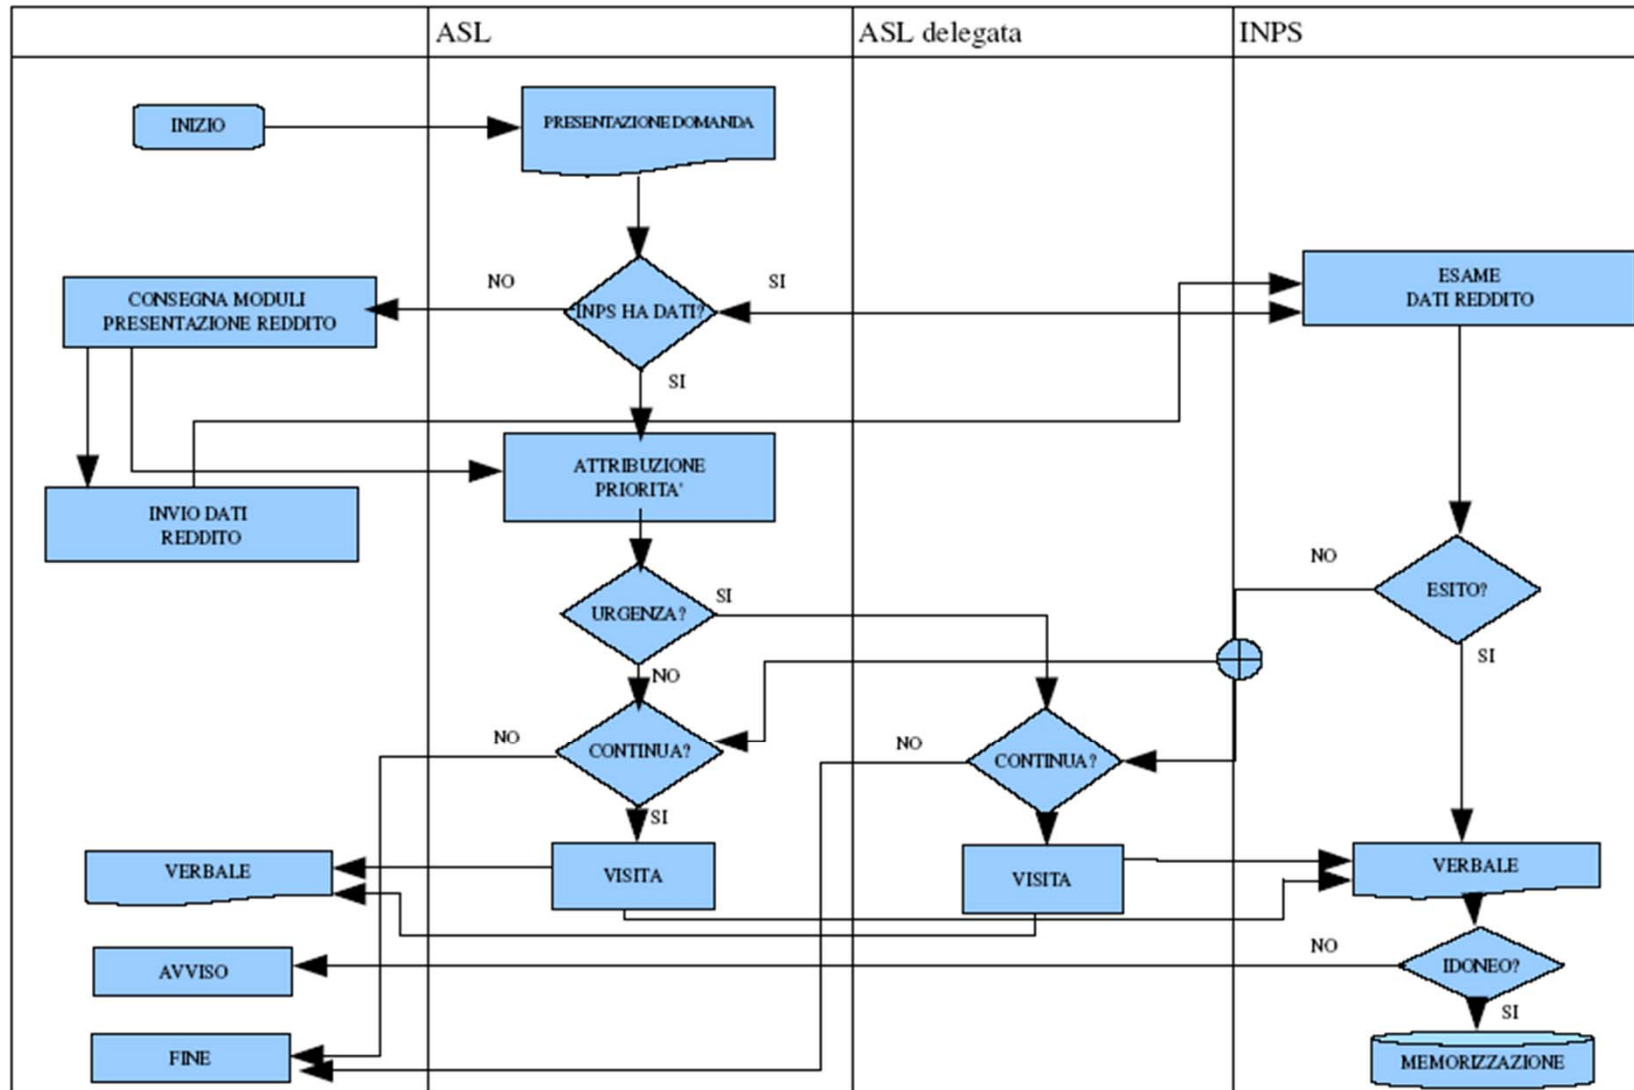 ASL
ASL delegata
INPS
INIZIO
PRESENTAZIONE DOMANDA
NO
INPS HA DATI?
SI
ESAME
DATI REDDITO
CONSEGNA MODULI
PRESENTAZIONE REDDITO
SI
ATTRIBUZIONE
PRIORITA'
INVIO DATI
REDDITO
URGENZA?
SI
NO
ESITO?
NO
SI
NO
CONTINUA?
NO
CONTINUA?
SI
VERBALE
VISITA
VISITA
VERBALE
AVVISO
NO
IDONEO?
SI
FINE
MEMORIZZAZIONE